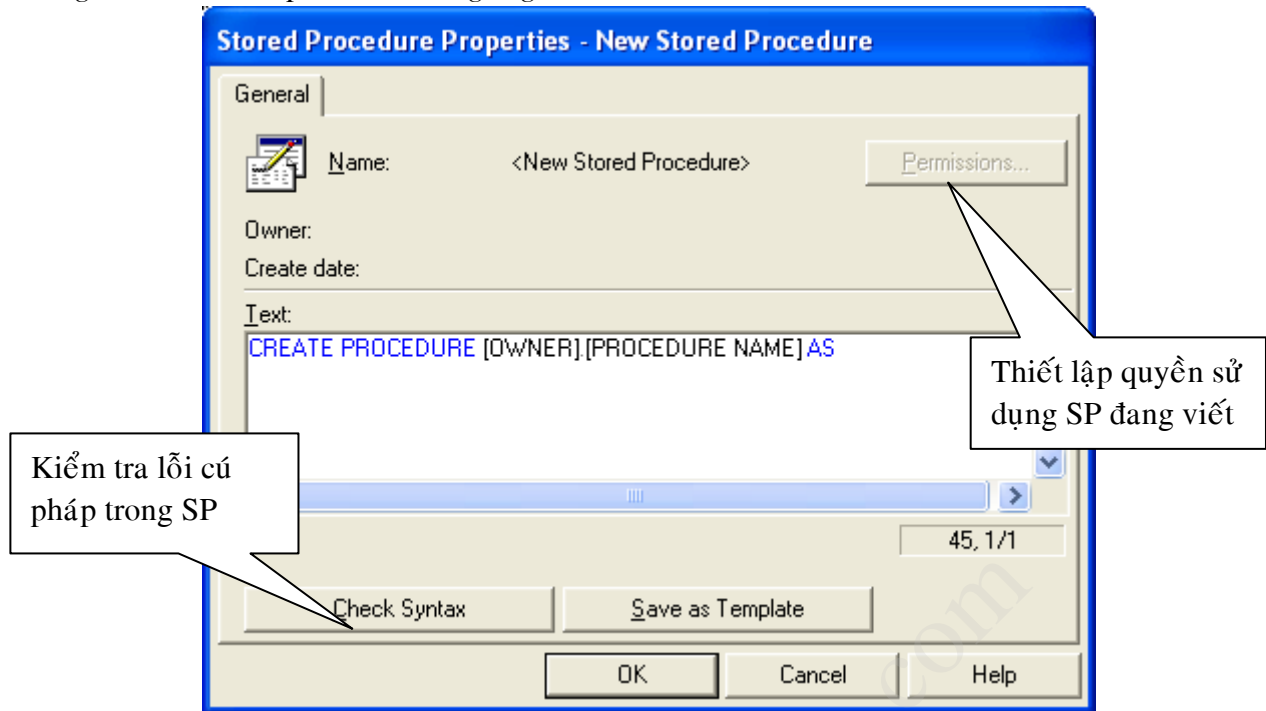 Stored Procedure Properties - New Stored Procedure
General
Name: <New Stored Procedure> Permissions...
Owner:
Create date:
Text:
CREATE PROCEDURE [OWNER].[PROCEDURE NAME] AS
Thiết lập quyền sử
dụng SP đang viết
Kiểm tra lỗi cú
pháp trong SP
45, 1/1
Check Syntax Save as Template
com
OK Cancel Help